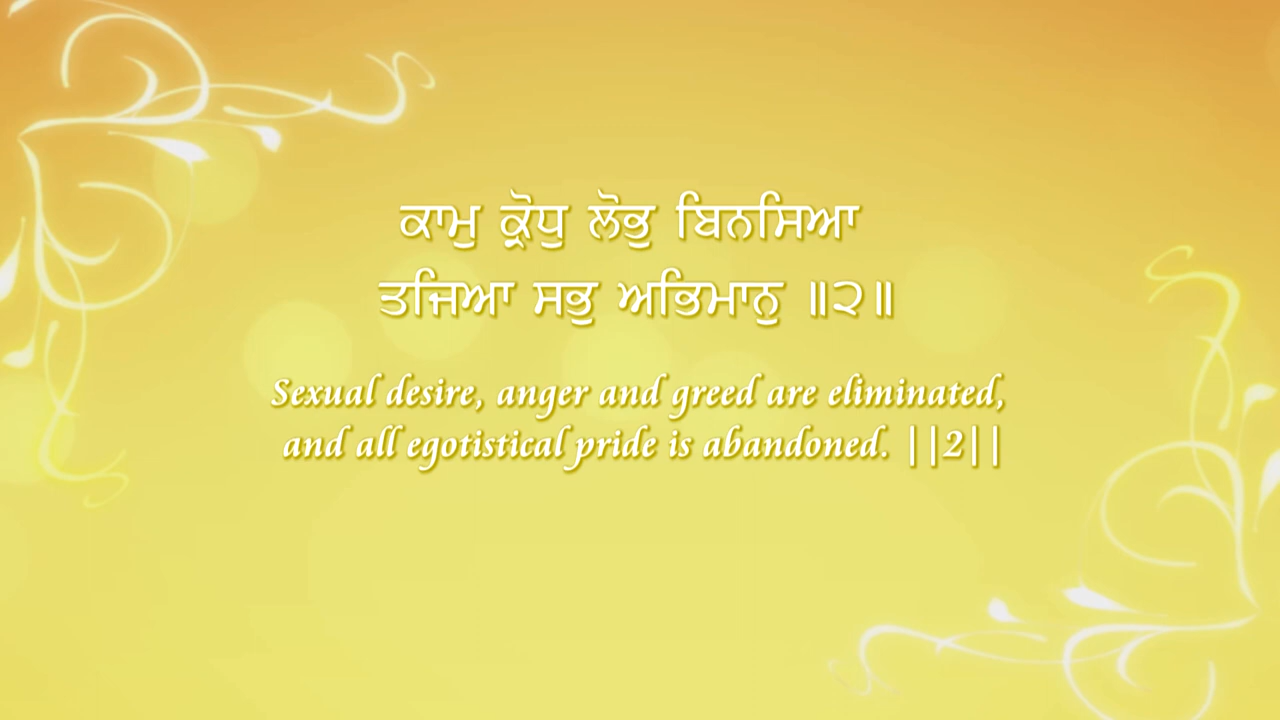 ਕਾਮੁ ਕ੍ਰੋਧੁ ਲੋਭੁ ਬਿਨਸਿਆ
ਤਜਿਆ ਸਭੁ ਅਭਿਮਾਨੁ ॥੨॥
Sexual desire, anger and greed are eliminated,
and all egotistical pride is abandoned. ||2||